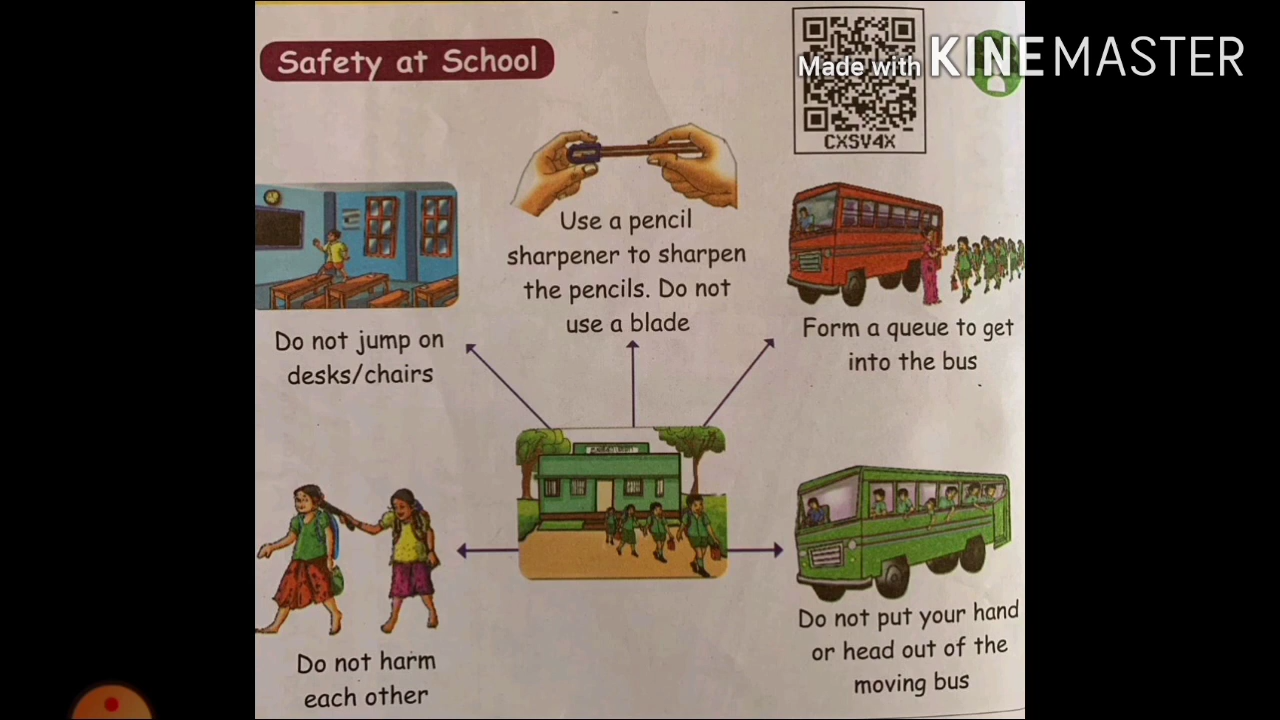 Safety at School
Made with KINEMASTER
CXSV4X
Use a pencil
sharpener to sharpen
the pencils. Do not
use a blade
Do not jump on
desks/chairs
Form a queue to get
into the bus
Do not harm
each other
Do not put your hand
or head out of the
moving bus